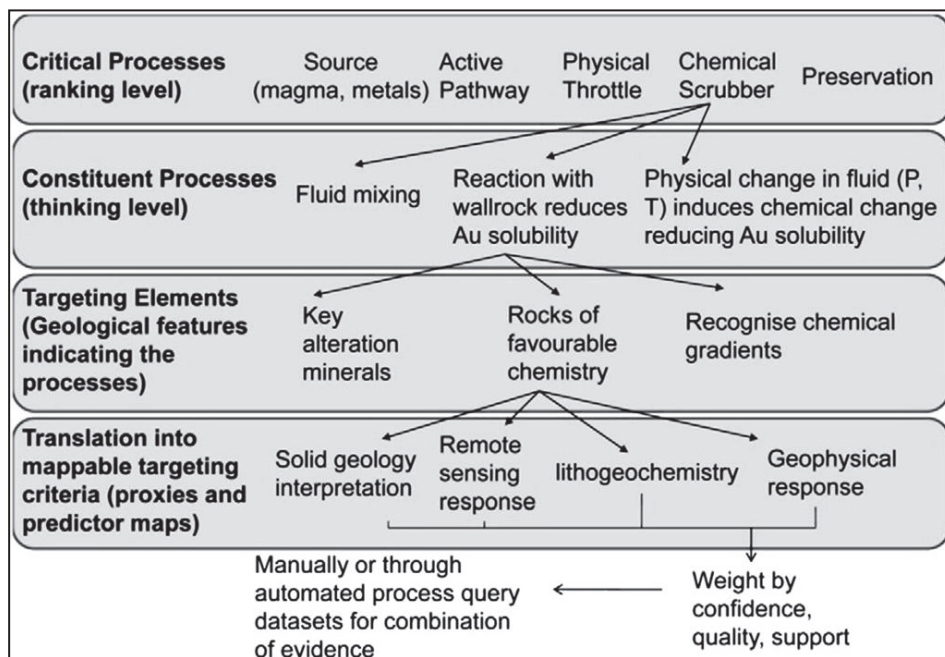 Critical Processes
(ranking level)
Source
(magma, metals)
Active
Pathway
Physical
Throttle
Chemical
Scrubber
Preservation
Constituent Processes
(thinking level)
Fluid mixing
Reaction with
wallrock reduces
Au solubility
Physical change in fluid (P,
T) induces chemical change
reducing Au solubility
Targeting Elements
(Geological features
indicating the
processes)
Key
alteration
minerals
Rocks of
favourable
chemistry
Recognise chemical
gradients
Translation into
mappable targeting
criteria (proxies and
predictor maps)
Solid geology
interpretation
Remote
sensing
response
lithogeochemistry
Geophysical
response
Manually or through
automated process query
datasets for combination
of evidence
Weight by
confidence,
quality, support